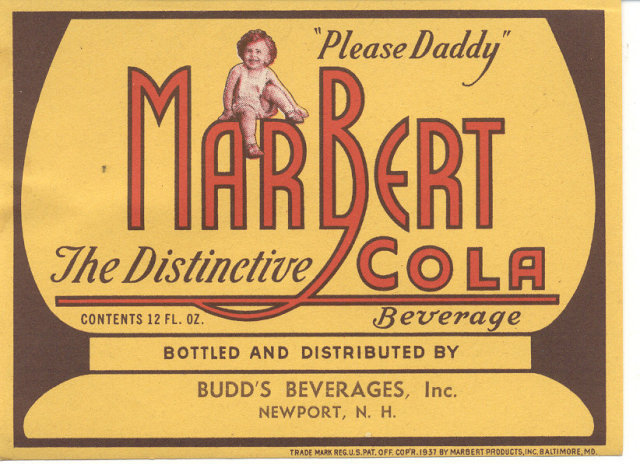 "Please Daddy"
MARBERT
The Distinctive COLA
CONTENTS 12 FL. OZ. Beverage
BOTTLED AND DISTRIBUTED BY
BUDD'S BEVERAGES, Inc.
NEWPORT, N. H.
TRADE MARK REG. U.S. PAT. OFF. COP'R. 1937 BY MARBERT PRODUCTS, INC. BALTIMORE, MD.